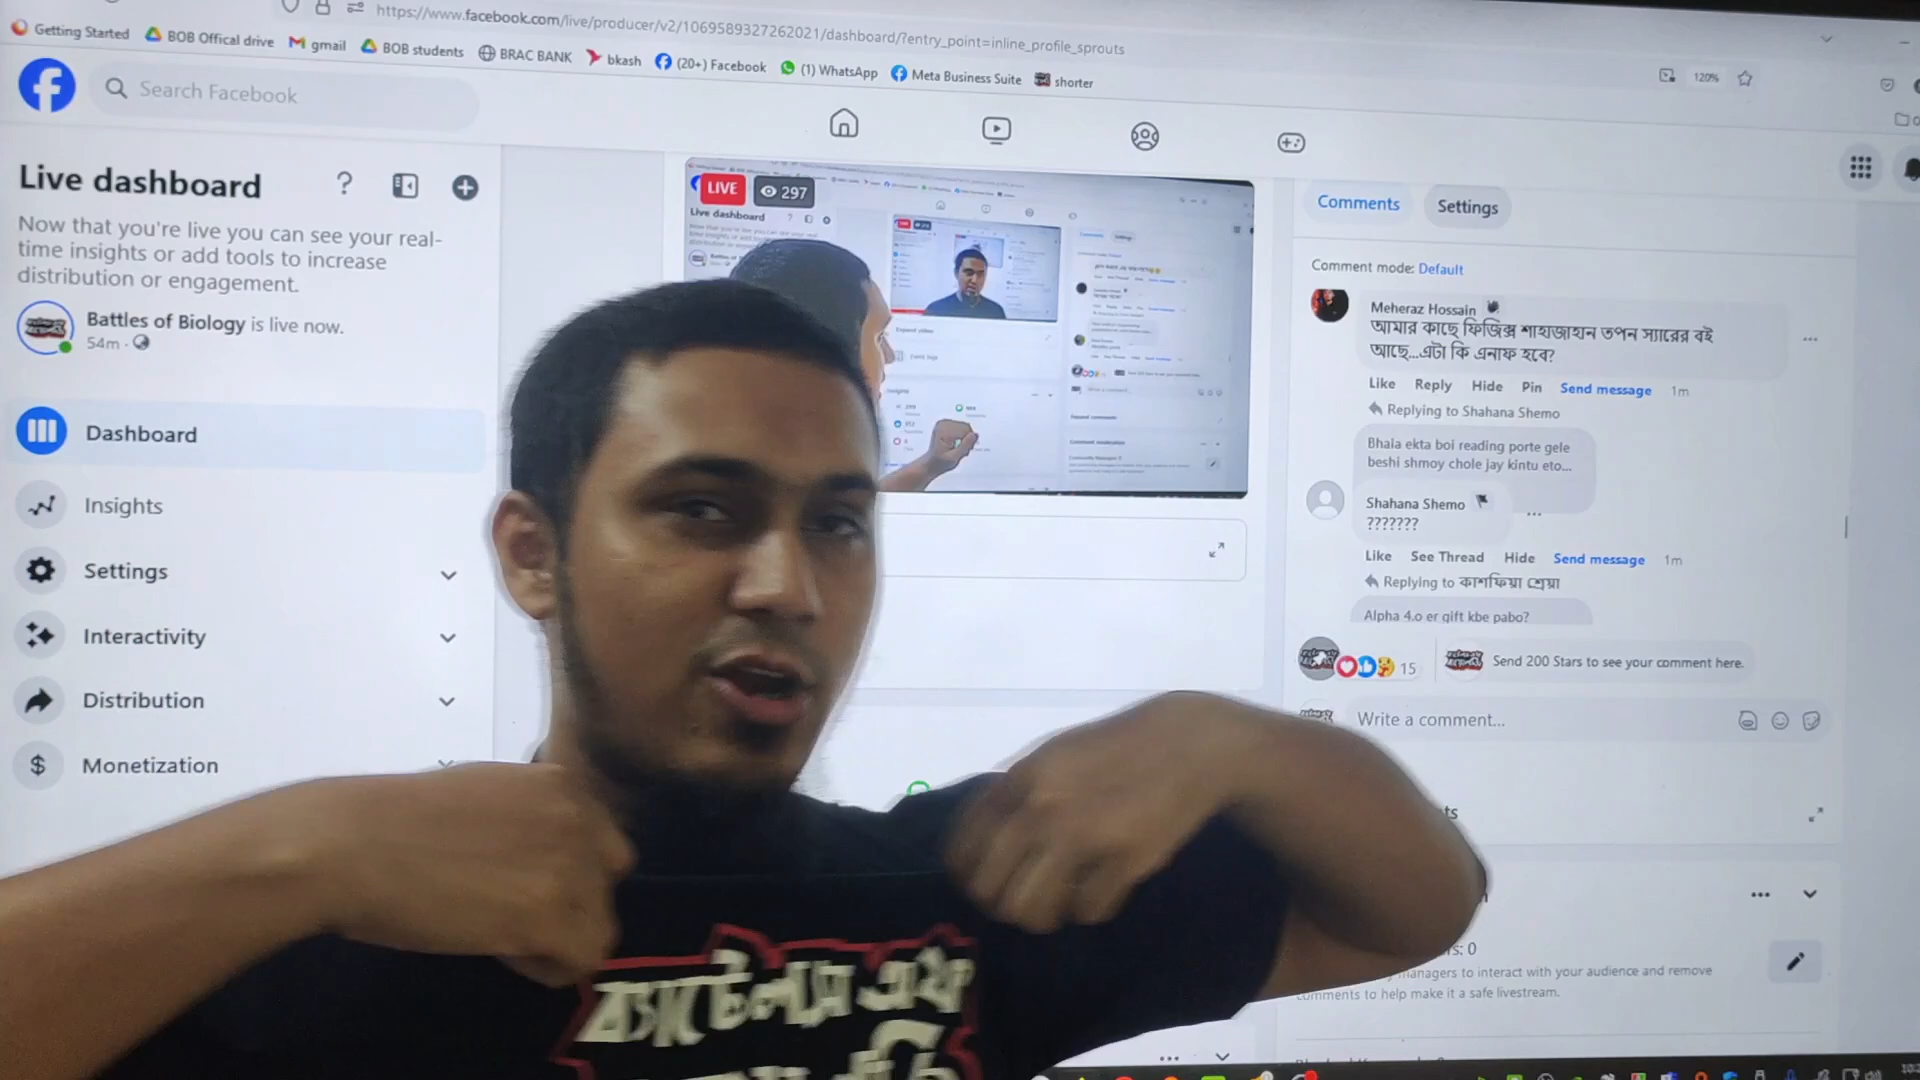 https://www.facebook.com/live/producer/v2/1069589327262021/dashboard/?entry_point=inline_profile_sprouts
Getting Started
BOB Offical drive
gmail
BOB students
BRAC BANK
bkash
(20+) Facebook
(1) WhatsApp
Meta Business Suite
shorter
120%
Search Facebook
Live dashboard
Now that you're live you can see your real-
time insights or add tools to increase
distribution or engagement.
Battles of Biology is live now.
54m
Dashboard
Insights
Settings
Interactivity
Distribution
Monetization
LIVE
297
Live dashboard
Comments
Settings
Comment mode: Default
Meheraz Hossain
আমার কাছে ফিজিক্স শাহাজাহান তপন স্যারের বই
আছে...এটা কি এনাফ হবে?
Like Reply Hide Pin Send message 1m
Replying to Shahana Shemo
Bhaia ekta boi reading porte gele
beshi shmoy chole jay kintu eto...
Shahana Shemo
???????
Like See Thread Hide Send message 1m
Replying to কাশফিয়া শ্রেয়া
Alpha 4.o er gift kbe pabo?
15
Send 200 Stars to see your comment here.
Write a comment...
ts
s: 0
managers to interact with your audience and remove
comments to help make it a safe livestream.
ব্যাটেলস এফ